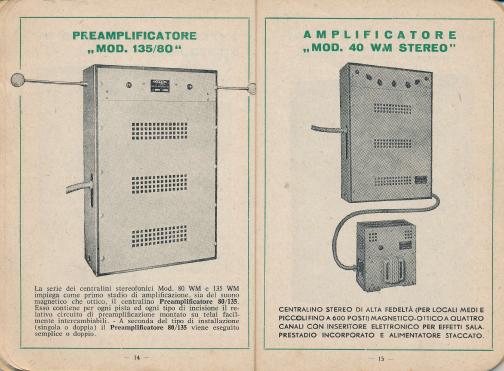 PREAMPLIFICATORE
„MOD. 135/80“
La serie dei centralini stereofonici Mod. 80 WM e 135 WM
impiega come primo stadio di amplificazione, sia del suono
magnetico che ottico, il centralino Preamplificatore 80/135.
Esso contiene per ogni pista ed ogni tipo di incisione il re-
lativo circuito di preamplificazione montato su telai facil-
mente intercambiabili. - A seconda del tipo di installazione
(singola o doppia) il Preamplificatore 80/135 viene eseguito
semplice o doppio.
— 14 —
AMPLIFICATORE
„MOD. 40 WM STEREO”
CENTRALINO STEREO DI ALTA FEDELTÀ (PER LOCALI MEDI E
PICCOLI FINO A 600 POSTI) MAGNETICO-OTTICO A QUATTRO
CANALI CON INSERITORE ELETTRONICO PER EFFETTI SALA.
PRESTADIO INCORPORATO E ALIMENTATORE STACCATO.
— 15 —